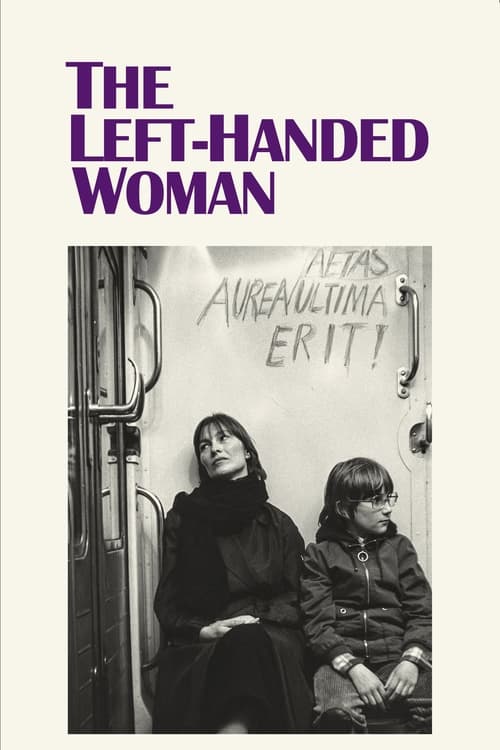 THE
LEFT-HANDED
WOMAN
AETAS
AUREA ULTIMA
ERIT!